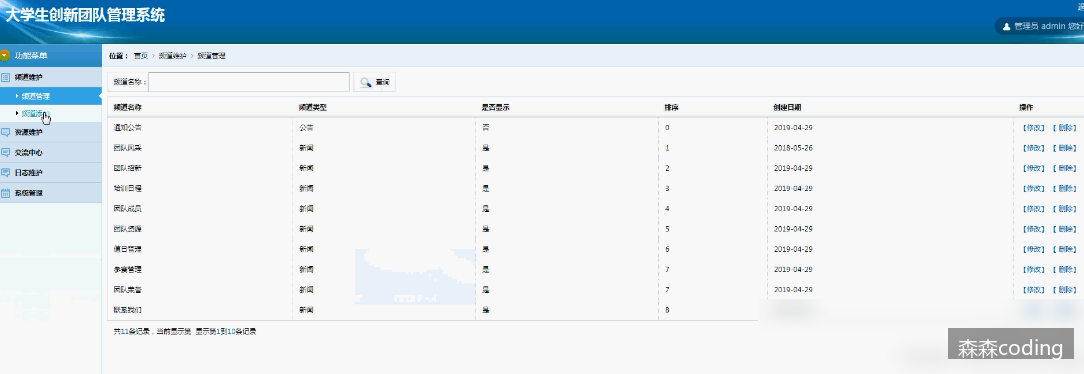 大学生创新团队管理系统
管理员 admin 您好
功能菜单
位置： 首页 › 频道维护 › 频道管理
频道维护
频道管理
资源维护
交流中心
日志维护
系统管理
频道名称： 查询
频道名称 频道类型 是否显示 排序 创建日期 操作
通知公告 公告 否 0 2019-04-29 【修改】【删除】
团队风采 新闻 是 1 2018-05-26 【修改】【删除】
团队招新 新闻 是 2 2019-04-29 【修改】【删除】
培训日程 新闻 是 3 2019-04-29 【修改】【删除】
团队成员 新闻 是 4 2019-04-29 【修改】【删除】
团队资源 新闻 是 5 2019-04-29 【修改】【删除】
值日管理 新闻 是 6 2019-04-29 【修改】【删除】
参赛管理 新闻 是 7 2019-04-29 【修改】【删除】
团队荣誉 新闻 是 7 2019-04-29 【修改】【删除】
联系我们 新闻 是 8
共11条记录，当前显示第 显示第1到10条记录
森森coding